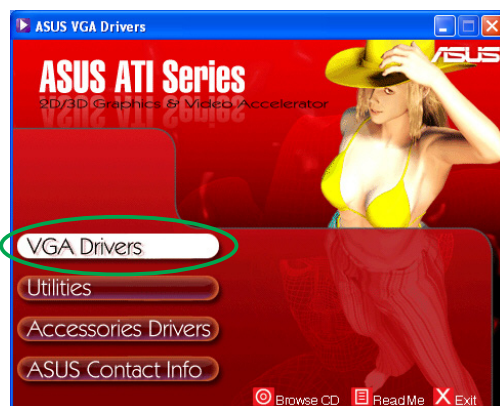 ASUS VGA Drivers
ASUS
ASUS ATI Series
2D/3D Graphics & Video Accelerator
VGA Drivers
Utilities
Accessories Drivers
ASUS Contact Info
Browse CD ReadMe Exit